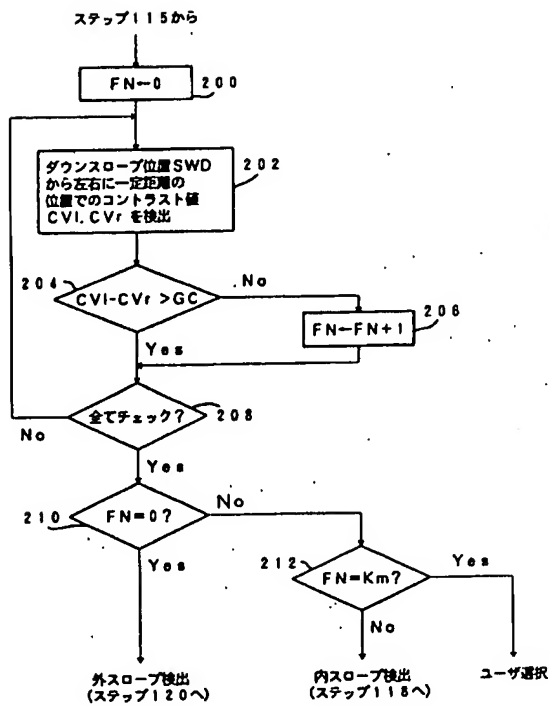 ステップ115から
FN←0
200
ダウンスロープ位置SWD
から左右に一定距離の
位置でのコントラスト値
CVl, CVrを検出
202
204
CVl-CVr >GC
No
FN←FN+1
206
Yes
全てチェック?
208
No
Yes
210
FN=0?
No
Yes
212
FN=Km?
Yes
No
外スロープ検出
(ステップ120へ)
内スロープ検出
(ステップ118へ)
ユーザ選択